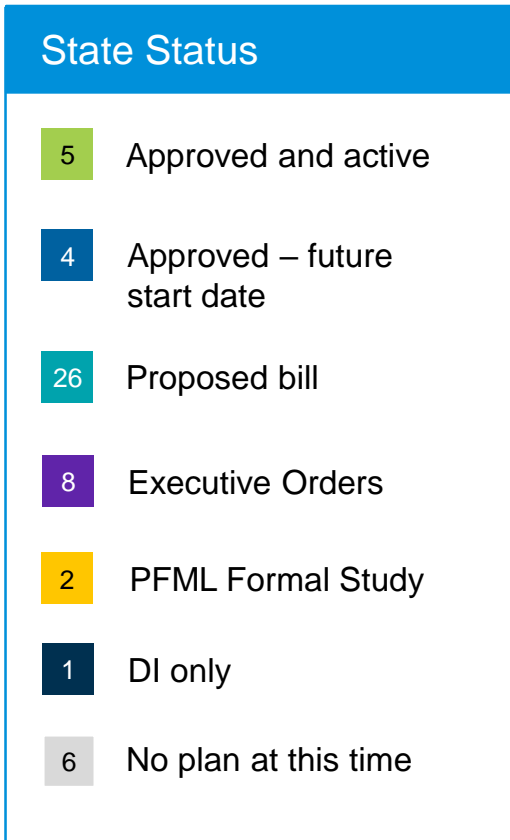 State Status
5 Approved and active
4 Approved – future
start date
26 Proposed bill
8 Executive Orders
2 PFML Formal Study
1 DI only
6 No plan at this time